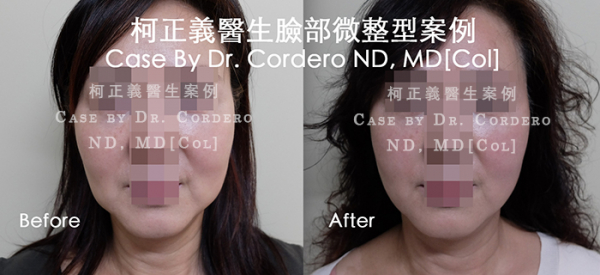 柯正義醫生臉部微整型案例
Case By Dr. Cordero ND, MD[Col]
柯正義醫生案例
Case by Dr. Cordero
ND, MD[Col]
柯正義醫生案例
Case by Dr. Cordero
ND, MD[Col]
Before
After